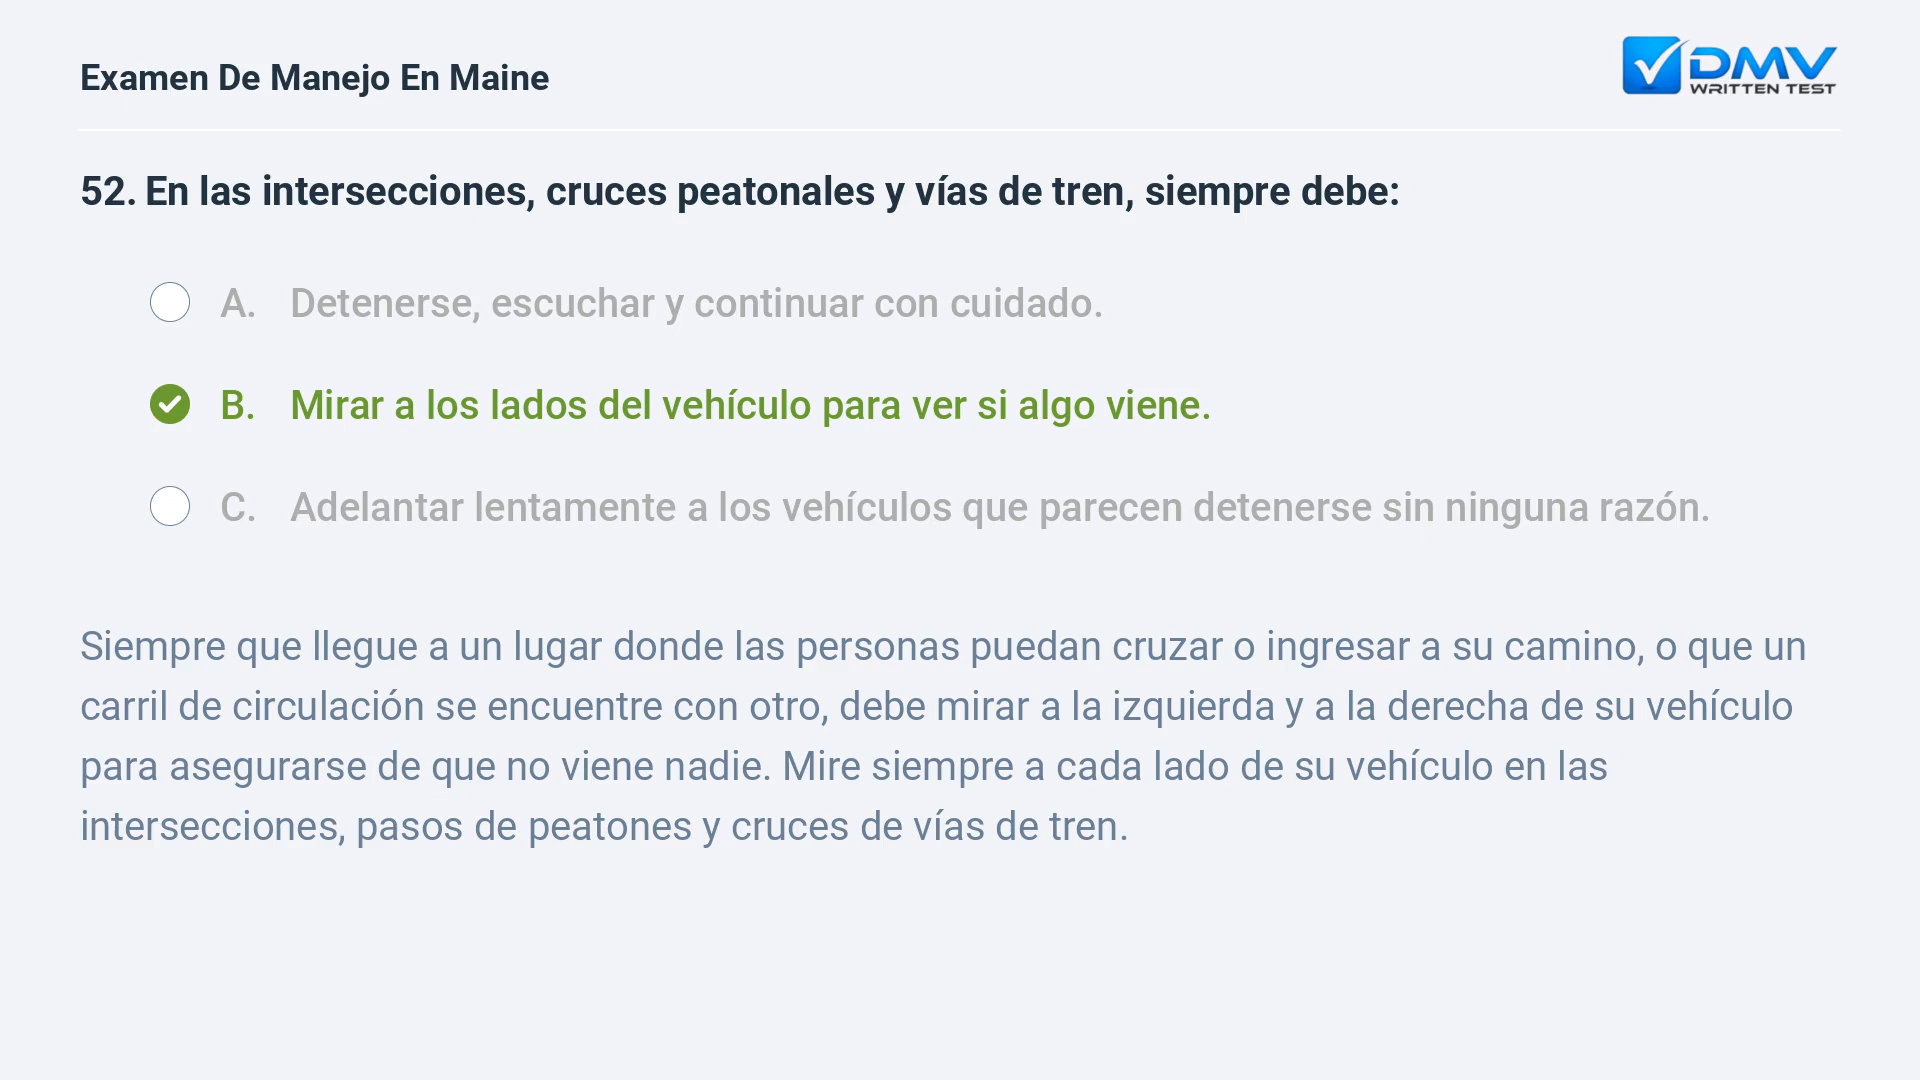 Examen De Manejo En Maine
DMV
WRITTEN TEST
52. En las intersecciones, cruces peatonales y vías de tren, siempre debe:
A. Detenerse, escuchar y continuar con cuidado.
B. Mirar a los lados del vehículo para ver si algo viene.
C. Adelantar lentamente a los vehículos que parecen detenerse sin ninguna razón.
Siempre que llegue a un lugar donde las personas puedan cruzar o ingresar a su camino, o que un
carril de circulación se encuentre con otro, debe mirar a la izquierda y a la derecha de su vehículo
para asegurarse de que no viene nadie. Mire siempre a cada lado de su vehículo en las
intersecciones, pasos de peatones y cruces de vías de tren.